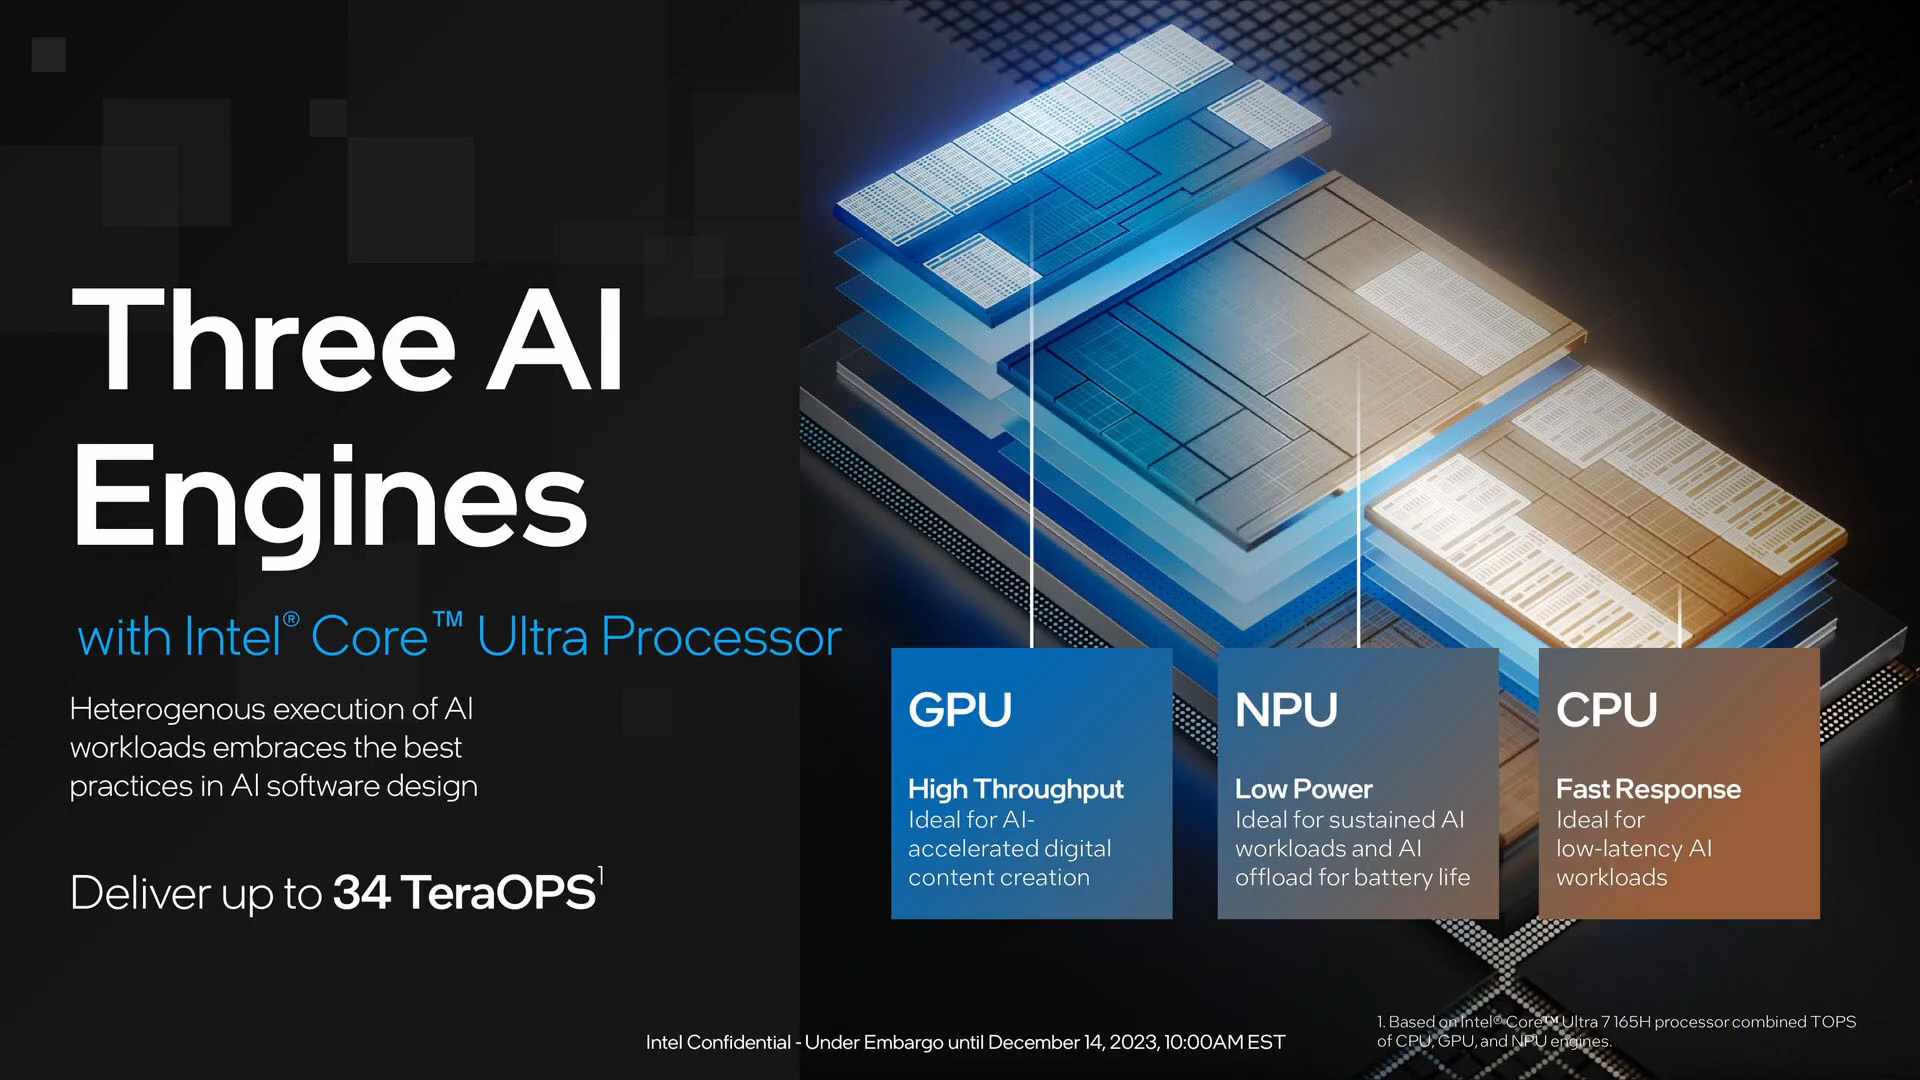 Three AI
Engines
with Intel® Core™ Ultra Processor
Heterogenous execution of AI
workloads embraces the best
practices in AI software design
Deliver up to 34 TeraOPS1
GPU
High Throughput
Ideal for AI-
accelerated digital
content creation
NPU
Low Power
Ideal for sustained AI
workloads and AI
offload for battery life
CPU
Fast Response
Ideal for
low-latency AI
workloads
Intel Confidential - Under Embargo until December 14, 2023, 10:00AM EST
1. Based on Intel® Core™ Ultra 7 165H processor combined TOPS
of CPU, GPU, and NPU engines.